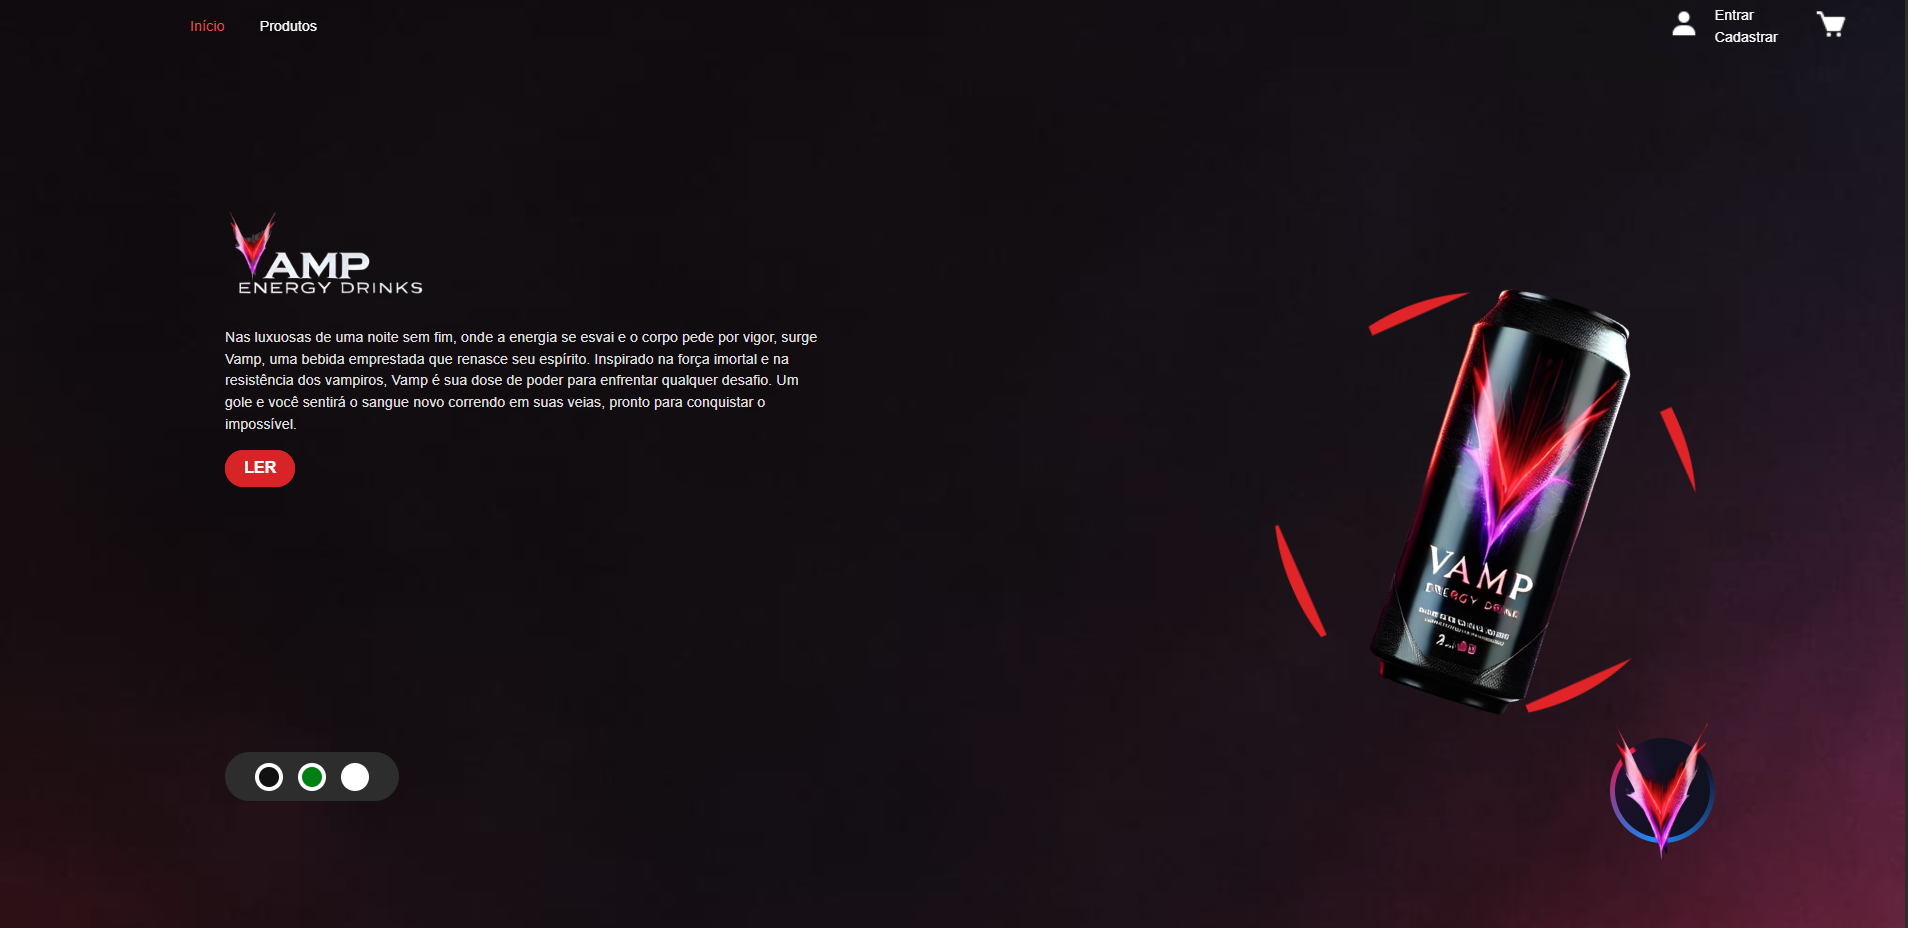 Início
Produtos
Entrar
Cadastrar
VAMP
ENERGY DRINKS
Nas luxuosas de uma noite sem fim, onde a energia se esvai e o corpo pede por vigor, surge
Vamp, uma bebida emprestada que renasce seu espírito. Inspirado na força imortal e na
resistência dos vampiros, Vamp é sua dose de poder para enfrentar qualquer desafio. Um
gole e você sentirá o sangue novo correndo em suas veias, pronto para conquistar o
impossível.
LER
VAMP
ENERGY